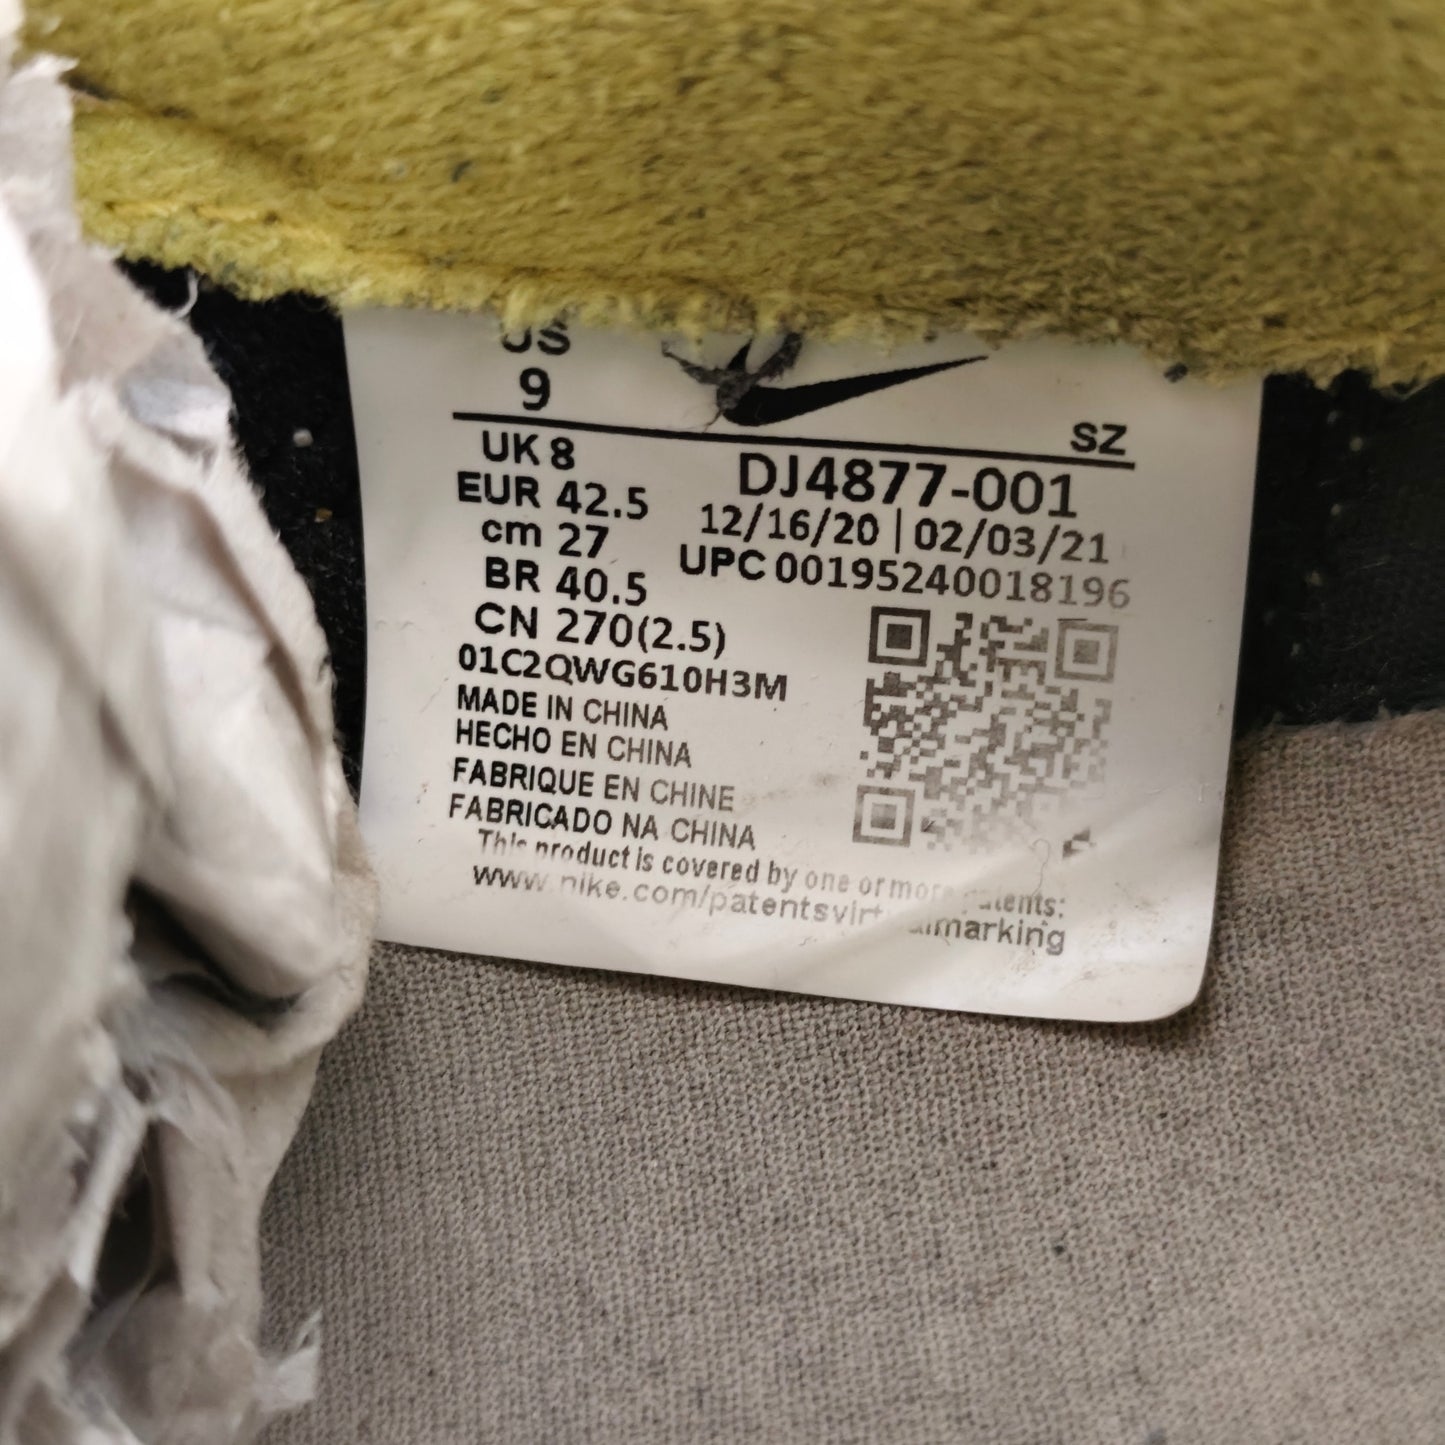 US
9
SZ
UK 8
DJ4877-001
EUR 42.5
12/16/20 | 02/03/21
cm 27
UPC 00195240018196
BR 40.5
CN 270(2.5)
01C2QWG610H3M
MADE IN CHINA
HECHO EN CHINA
FABRIQUE EN CHINE
FABRICADO NA CHINA
This product is covered by one or more patents:
www.nike.com/patentsvirtualmarking